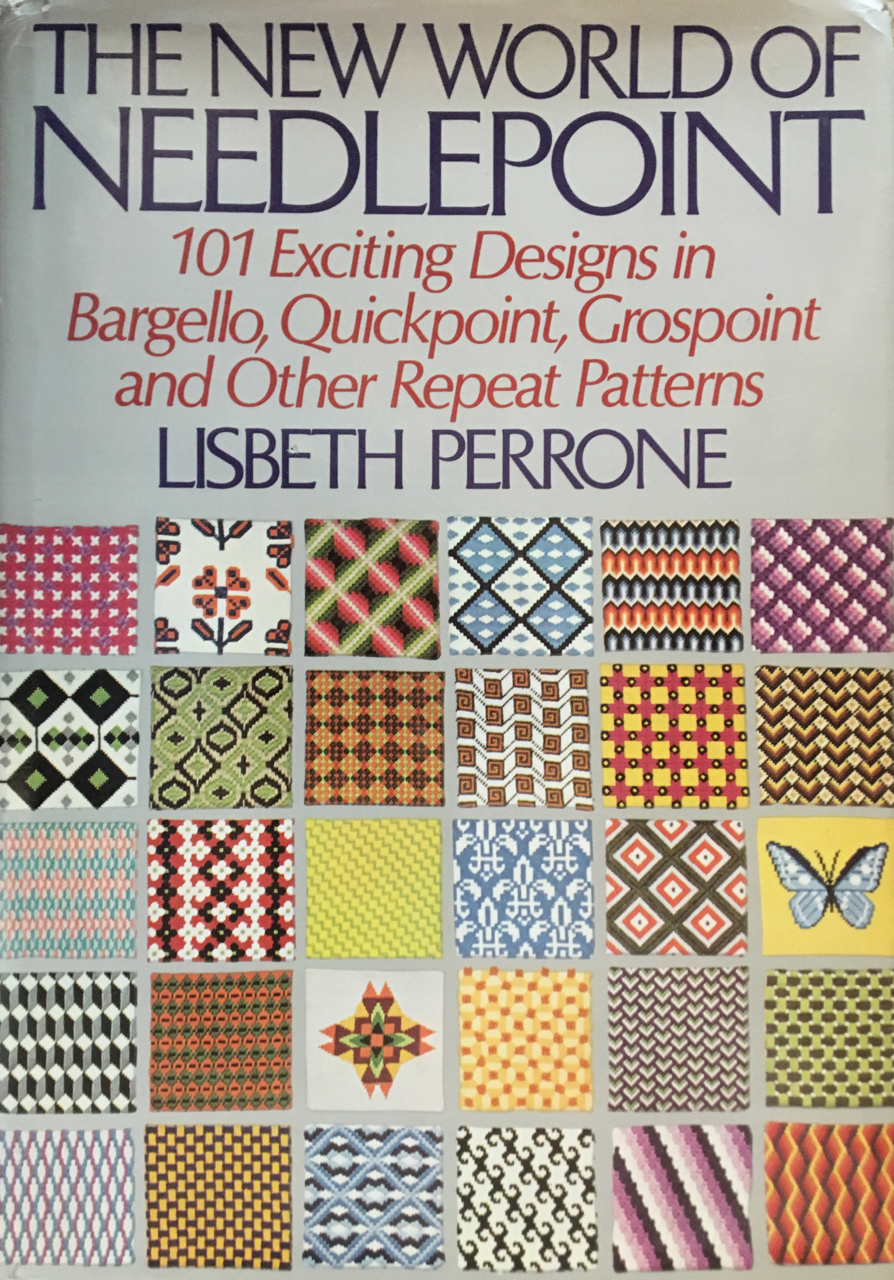 THE NEW WORLD OF
NEEDLEPOINT
101 Exciting Designs in
Bargello, Quickpoint, Grospoint
and Other Repeat Patterns
LISBETH PERRONE